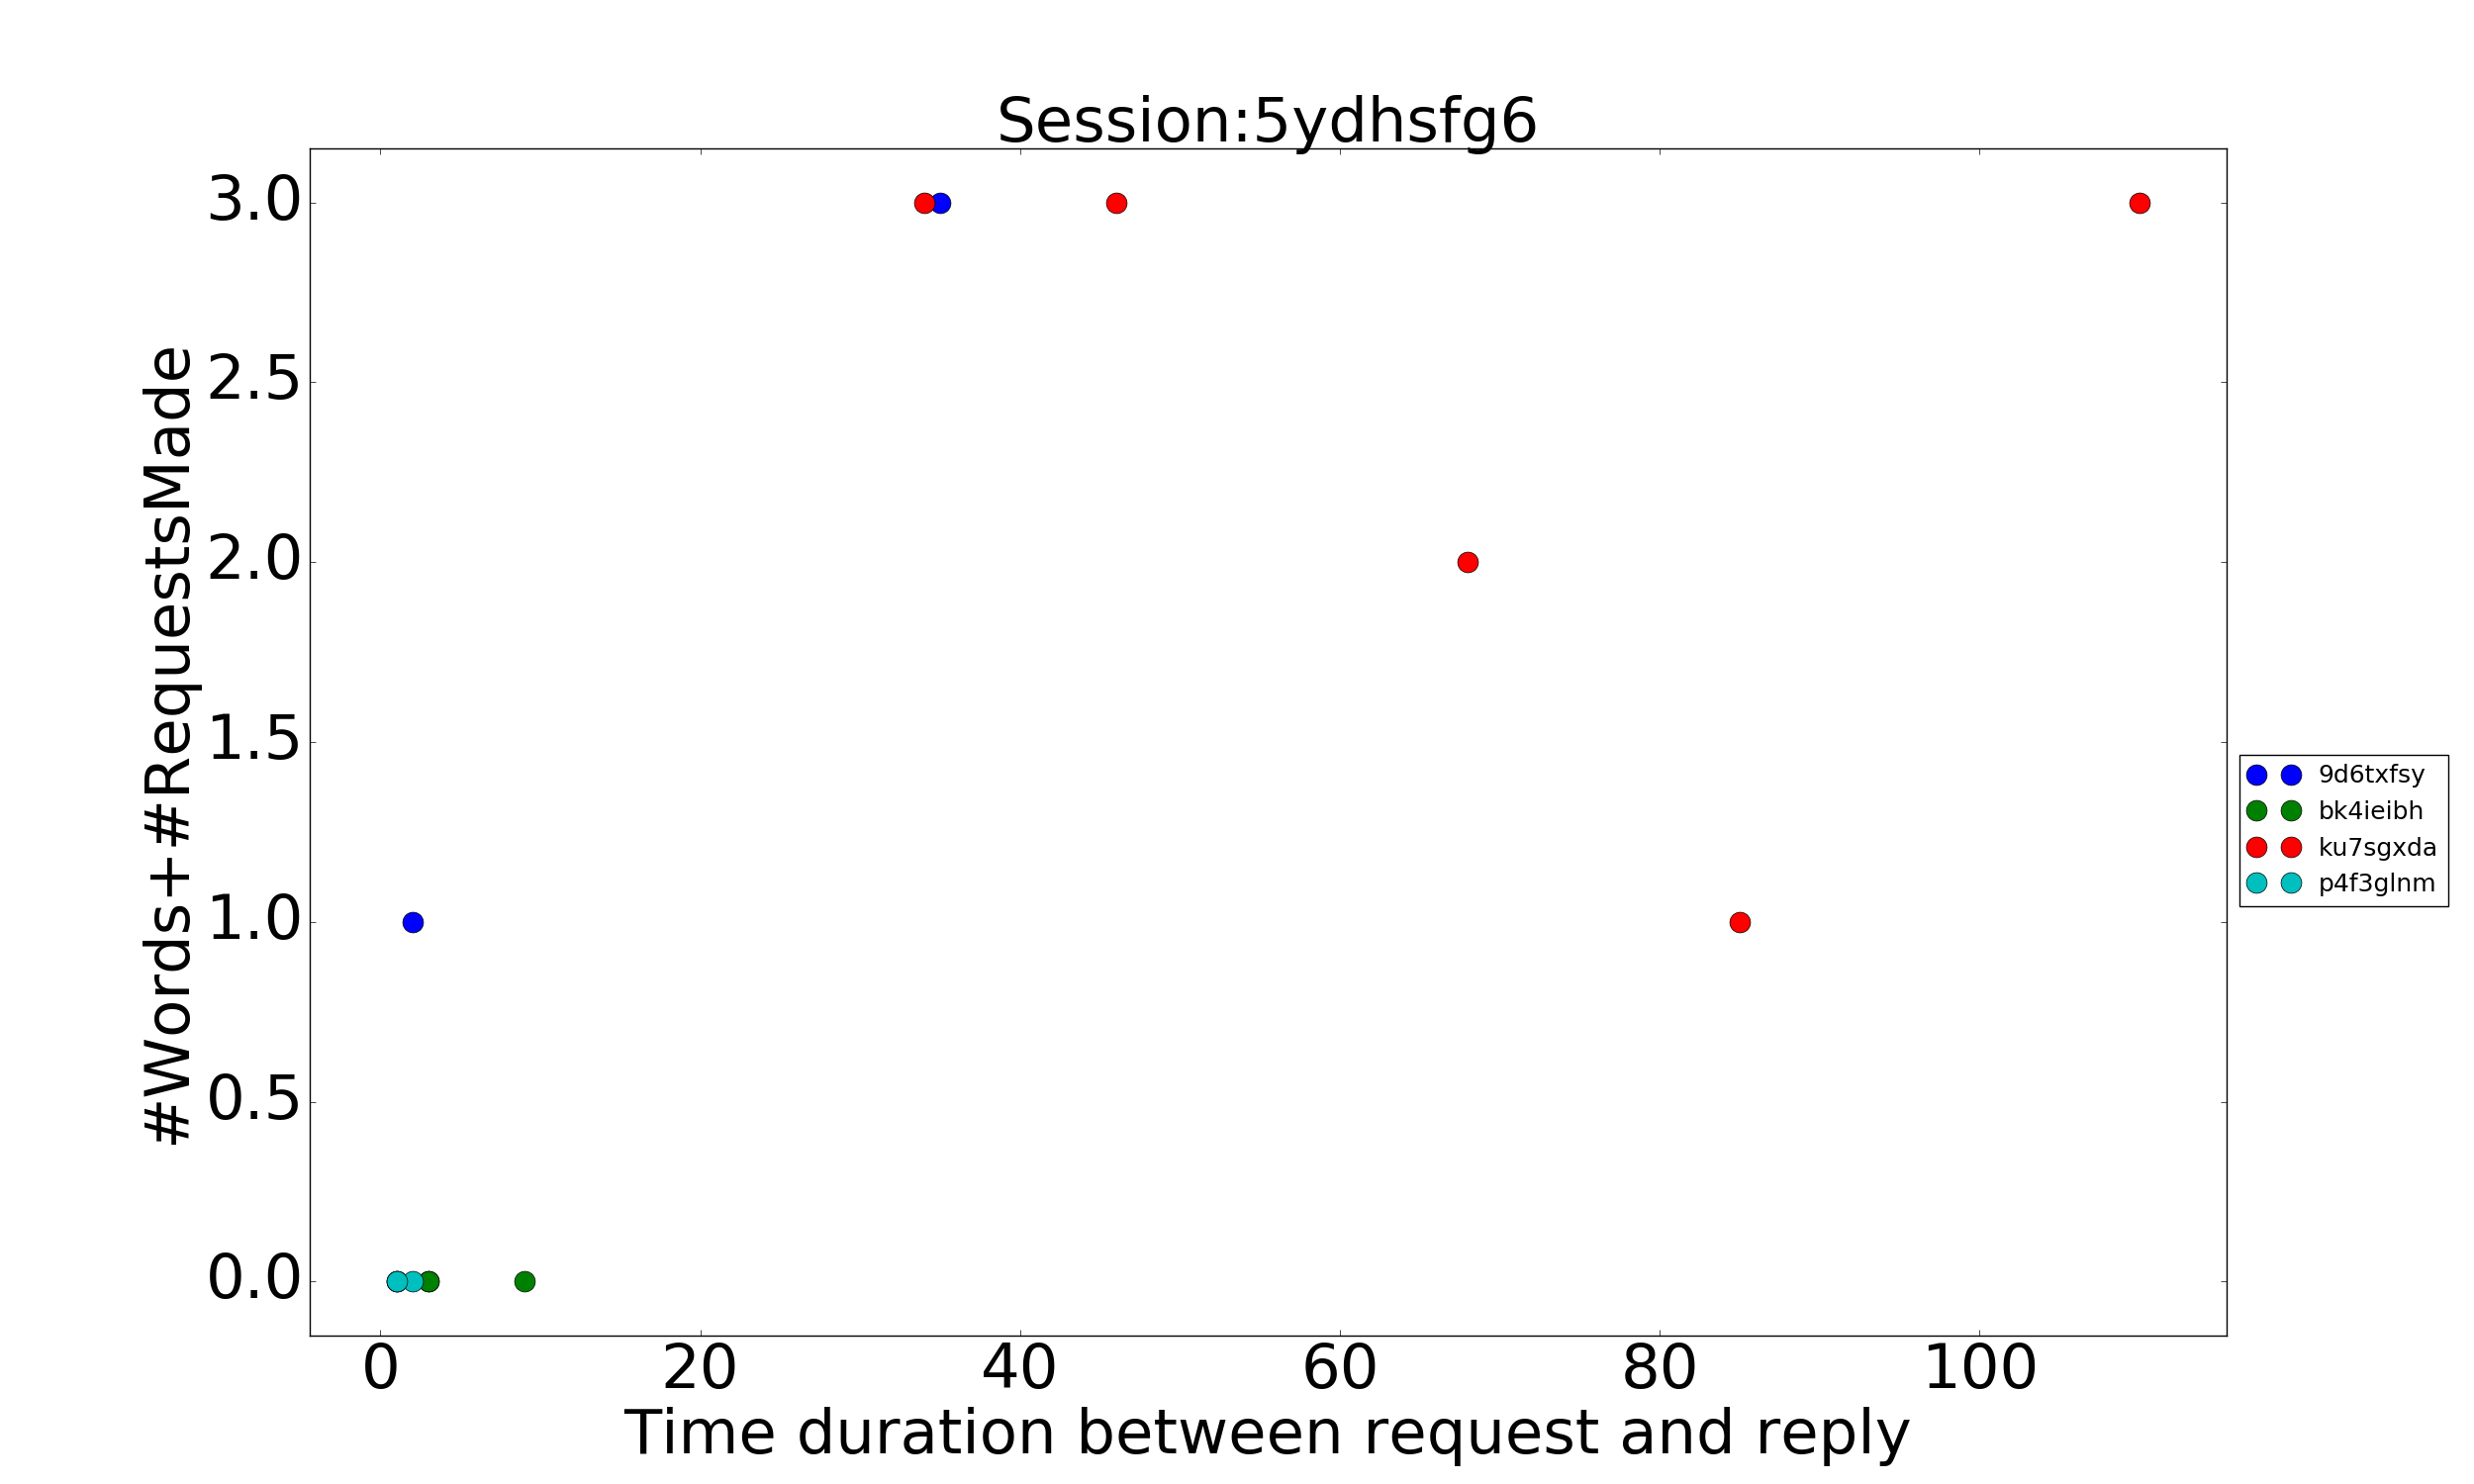 Session:5ydhsfg6
#Words+#RequestsMade
3.0
2.5
2.0
1.5
1.0
0.5
0.0
0 20 40 60 80 100
Time duration between request and reply
9d6txfsy
bk4ieibh
ku7sgxda
p4f3glnm